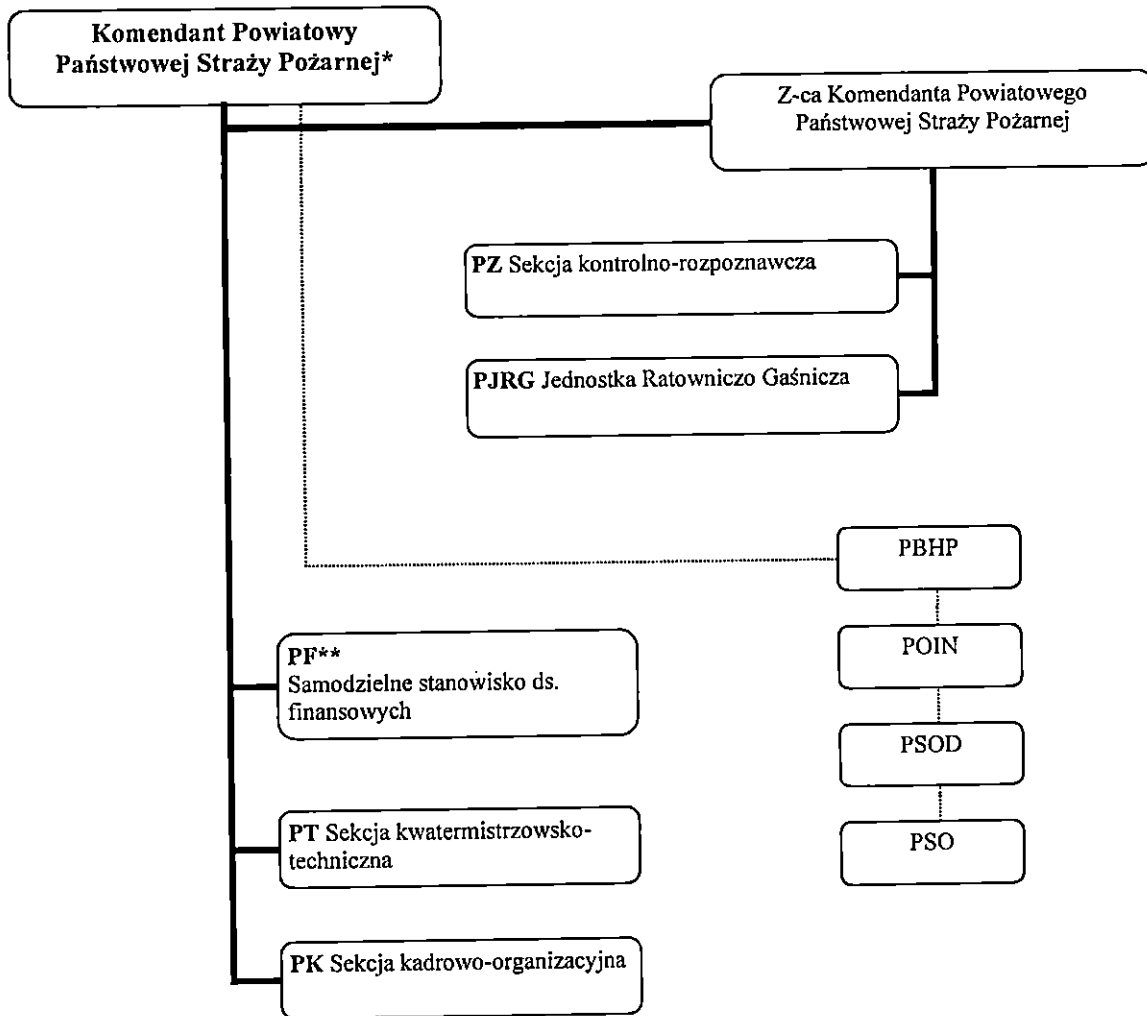 Komendant Powiatowy
Państwowej Straży Pożarnej*
Z-ca Komendanta Powiatowego
Państwowej Straży Pożarnej
PZ Sekcja kontrolno-rozpoznawcza
PJRG Jednostka Ratowniczo Gaśnicza
PBHP
POIN
PSOD
PSO
PF**
Samodzielne stanowisko ds.
finansowych
PT Sekcja kwatermistrzowsko-
techniczna
PK Sekcja kadrowo-organizacyjna